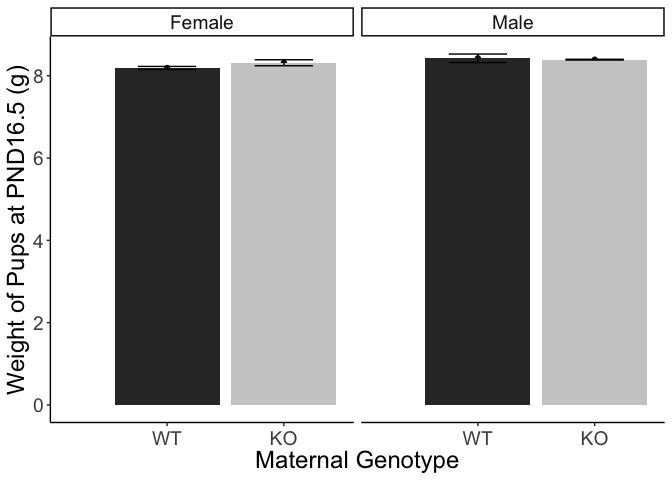 Female
Male
Weight of Pups at PND16.5 (g)
8
6
4
2
0
WT
KO
WT
KO
Maternal Genotype